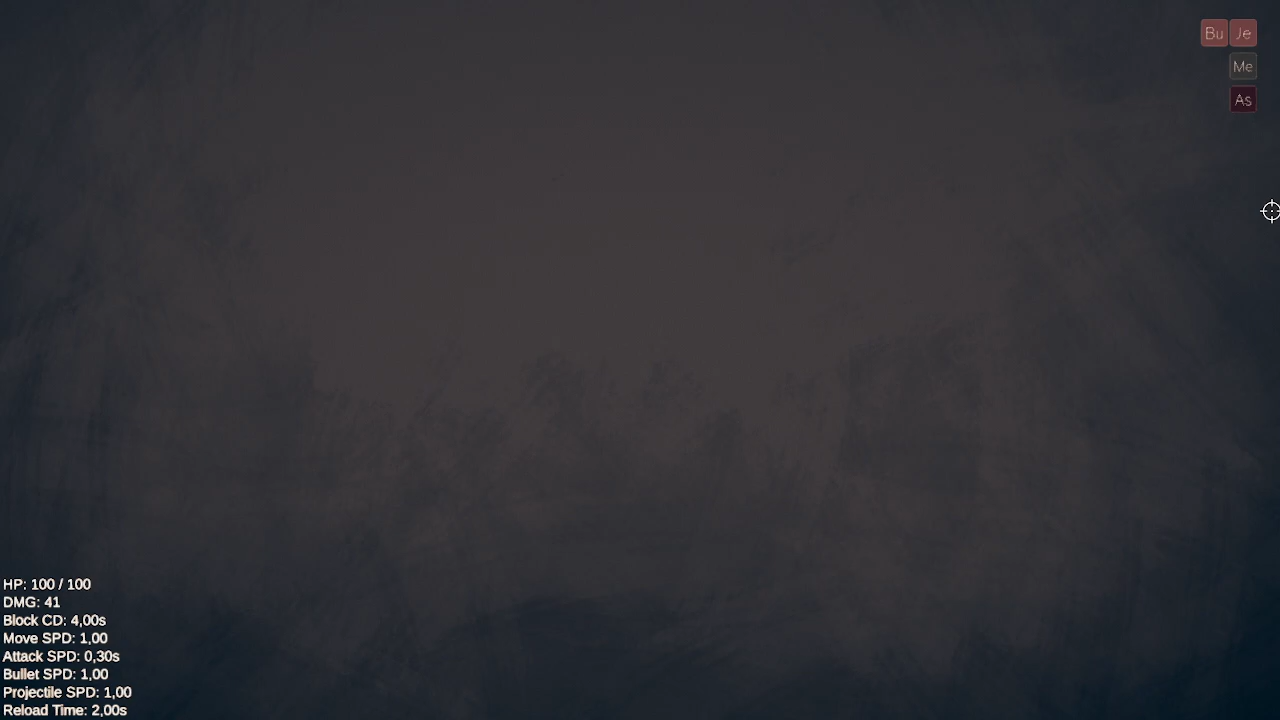 Bu Je
Me
As
HP: 100 / 100
DMG: 41
Block CD: 4,00s
Move SPD: 1,00
Attack SPD: 0,30s
Bullet SPD: 1,00
Projectile SPD: 1,00
Reload Time: 2,00s